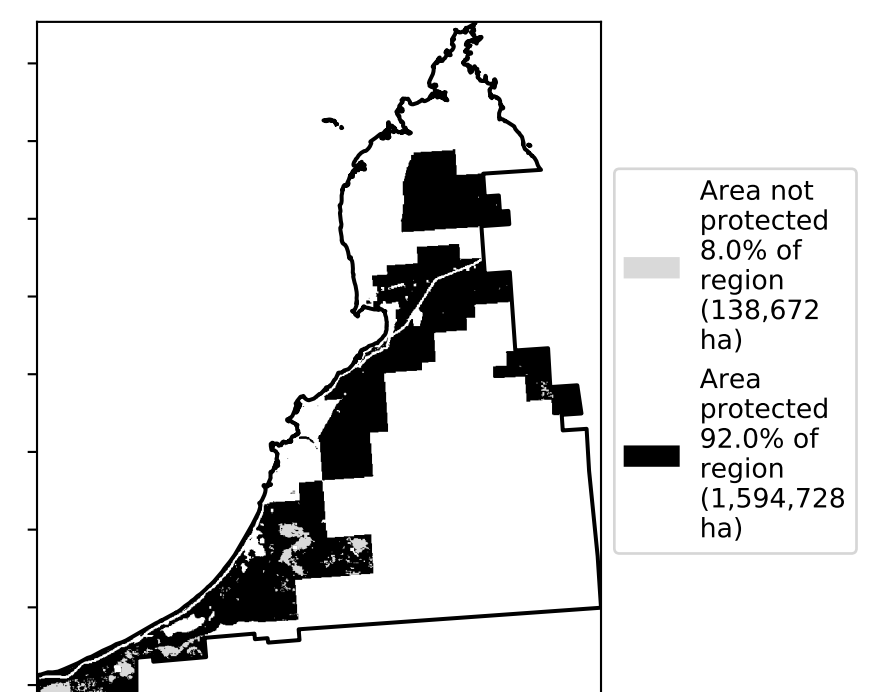 Area not
protected
8.0% of
region
(138,672
ha)
Area
protected
92.0% of
region
(1,594,728
ha)